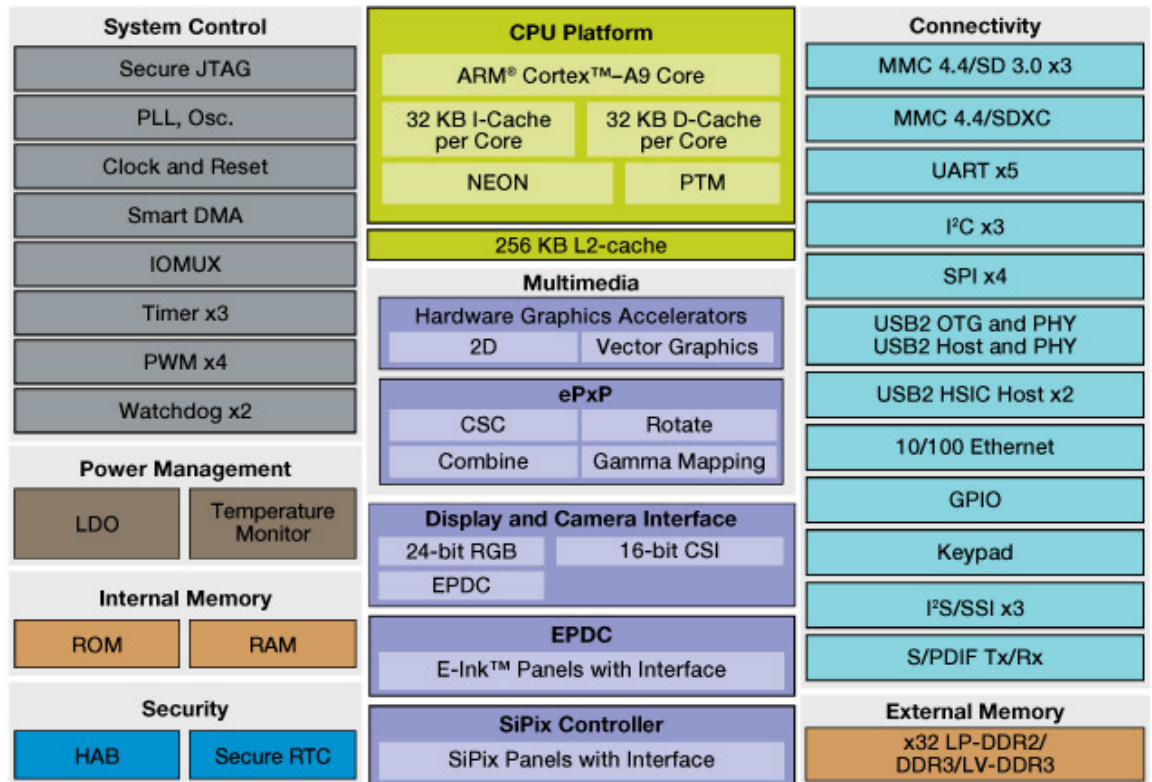 System Control
Secure JTAG
PLL, Osc.
Clock and Reset
Smart DMA
IOMUX
Timer x3
PWM x4
Watchdog x2
Power Management
LDO
Temperature
Monitor
Internal Memory
ROM
RAM
Security
HAB
Secure RTC
CPU Platform
ARM® Cortex™–A9 Core
32 KB I-Cache
per Core
32 KB D-Cache
per Core
NEON
PTM
256 KB L2-cache
Multimedia
Hardware Graphics Accelerators
2D
Vector Graphics
ePxP
CSC
Rotate
Combine
Gamma Mapping
Display and Camera Interface
24-bit RGB
16-bit CSI
EPDC
EPDC
E-Ink™ Panels with Interface
SiPix Controller
SiPix Panels with Interface
Connectivity
MMC 4.4/SD 3.0 x3
MMC 4.4/SDXC
UART x5
I²C x3
SPI x4
USB2 OTG and PHY
USB2 Host and PHY
USB2 HSIC Host x2
10/100 Ethernet
GPIO
Keypad
I²S/SSI x3
S/PDIF Tx/Rx
External Memory
x32 LP-DDR2/
DDR3/LV-DDR3